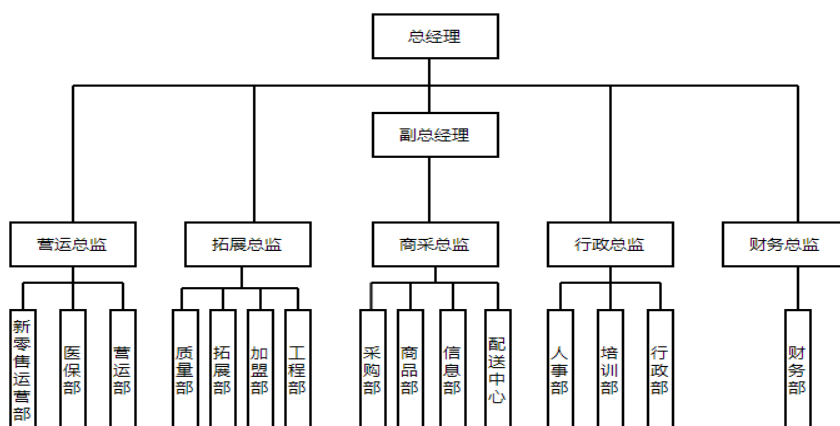 总经理
副总经理
营运总监
拓展总监
商采总监
行政总监
财务总监
新零售运营部
医保部
营运部
质量部
拓展部
加盟部
工程部
采购部
商品部
信息部
配送中心
人事部
培训部
行政部
财务部